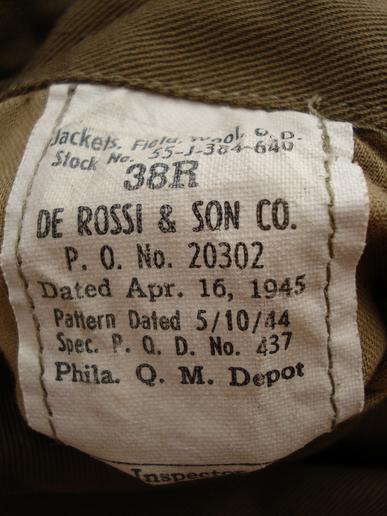 Jackets, Field, Wool, O. D.
Stock No. 55-J-384-640
38R
DE ROSSI & SON CO.
P. O. No. 20302
Dated Apr. 16, 1945
Pattern Dated 5/10/44
Spec. P. Q. D. No. 437
Phila. Q. M. Depot
Inspector